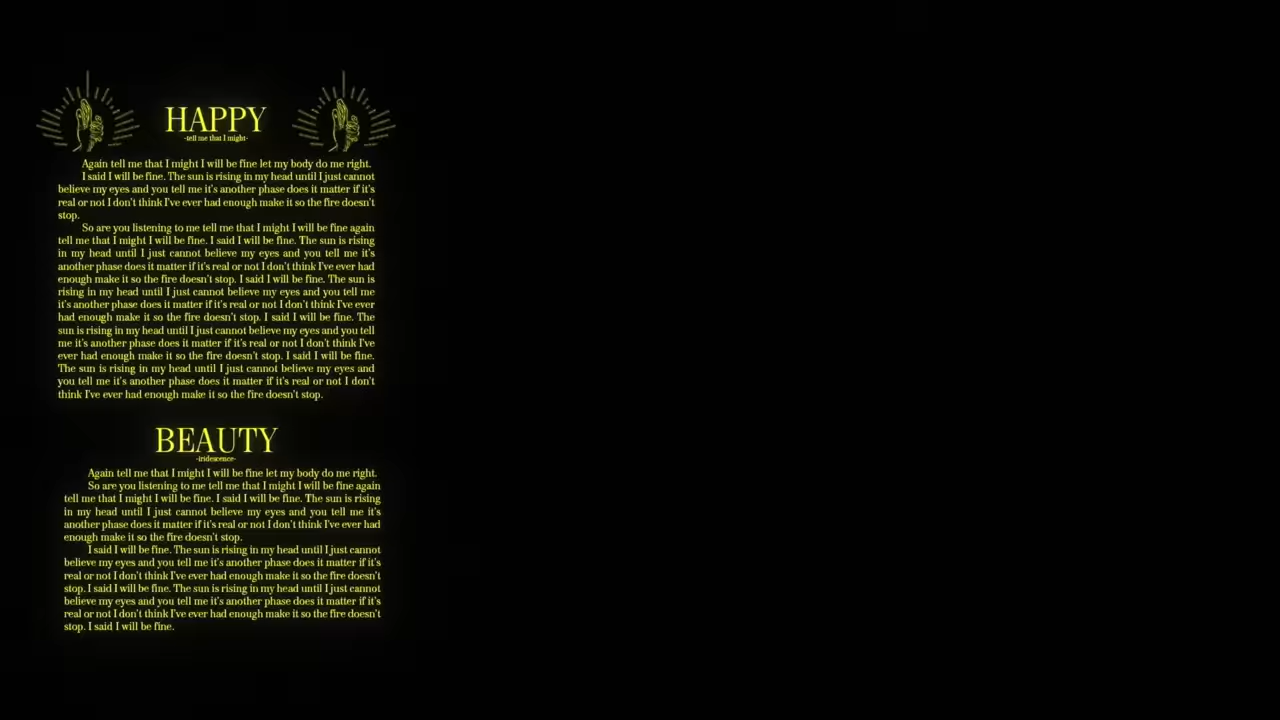 HAPPY
-tell me that I might-
Again tell me that I might I will be fine let my body do me right.
I said I will be fine. The sun is rising in my head until I just cannot
believe my eyes and you tell me it's another phase does it matter if it's
real or not I don't think I've ever had enough make it so the fire doesn't
stop.
So are you listening to me tell me that I might I will be fine again
tell me that I might I will be fine. I said I will be fine. The sun is rising
in my head until I just cannot believe my eyes and you tell me it's
another phase does it matter if it's real or not I don't think I've ever had
enough make it so the fire doesn't stop. I said I will be fine. The sun is
rising in my head until I just cannot believe my eyes and you tell me
it's another phase does it matter if it's real or not I don't think I've ever
had enough make it so the fire doesn't stop. I said I will be fine. The
sun is rising in my head until I just cannot believe my eyes and you tell
me it's another phase does it matter if it's real or not I don't think I've
ever had enough make it so the fire doesn't stop. I said I will be fine.
The sun is rising in my head until I just cannot believe my eyes and
you tell me it's another phase does it matter if it's real or not I don't
think I've ever had enough make it so the fire doesn't stop.
BEAUTY
-iridescence-
Again tell me that I might I will be fine let my body do me right.
So are you listening to me tell me that I might I will be fine again
tell me that I might I will be fine. I said I will be fine. The sun is rising
in my head until I just cannot believe my eyes and you tell me it's
another phase does it matter if it's real or not I don't think I've ever had
enough make it so the fire doesn't stop.
I said I will be fine. The sun is rising in my head until I just cannot
believe my eyes and you tell me it's another phase does it matter if it's
real or not I don't think I've ever had enough make it so the fire doesn't
stop. I said I will be fine. The sun is rising in my head until I just cannot
believe my eyes and you tell me it's another phase does it matter if it's
real or not I don't think I've ever had enough make it so the fire doesn't
stop. I said I will be fine.